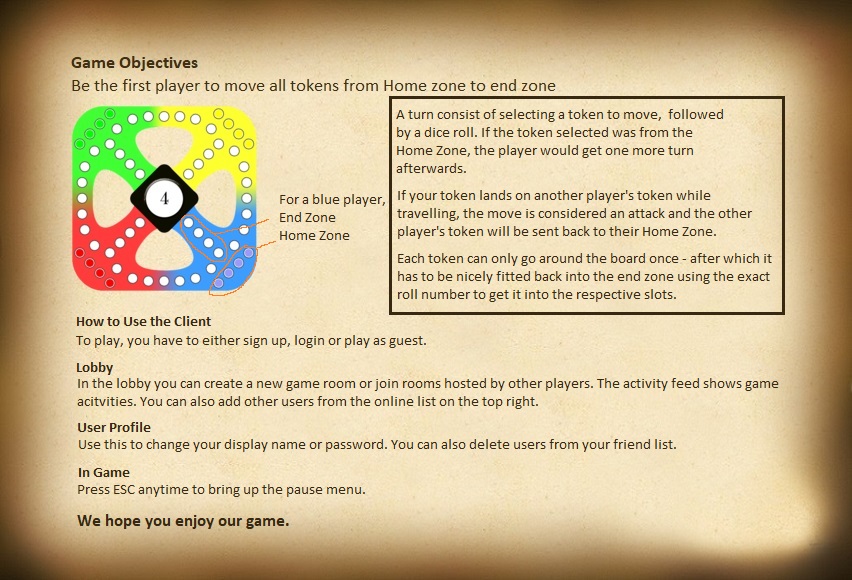 Game Objectives
Be the first player to move all tokens from Home zone to end zone
4
For a blue player,
End Zone
Home Zone
A turn consist of selecting a token to move, followed
by a dice roll. If the token selected was from the
Home Zone, the player would get one more turn
afterwards.
If your token lands on another player's token while
travelling, the move is considered an attack and the other
player's token will be sent back to their Home Zone.
Each token can only go around the board once - after which it
has to be nicely fitted back into the end zone using the exact
roll number to get it into the respective slots.
How to Use the Client
To play, you have to either sign up, login or play as guest.
Lobby
In the lobby you can create a new game room or join rooms hosted by other players. The activity feed shows game
acitvities. You can also add other users from the online list on the top right.
User Profile
Use this to change your display name or password. You can also delete users from your friend list.
In Game
Press ESC anytime to bring up the pause menu.
We hope you enjoy our game.